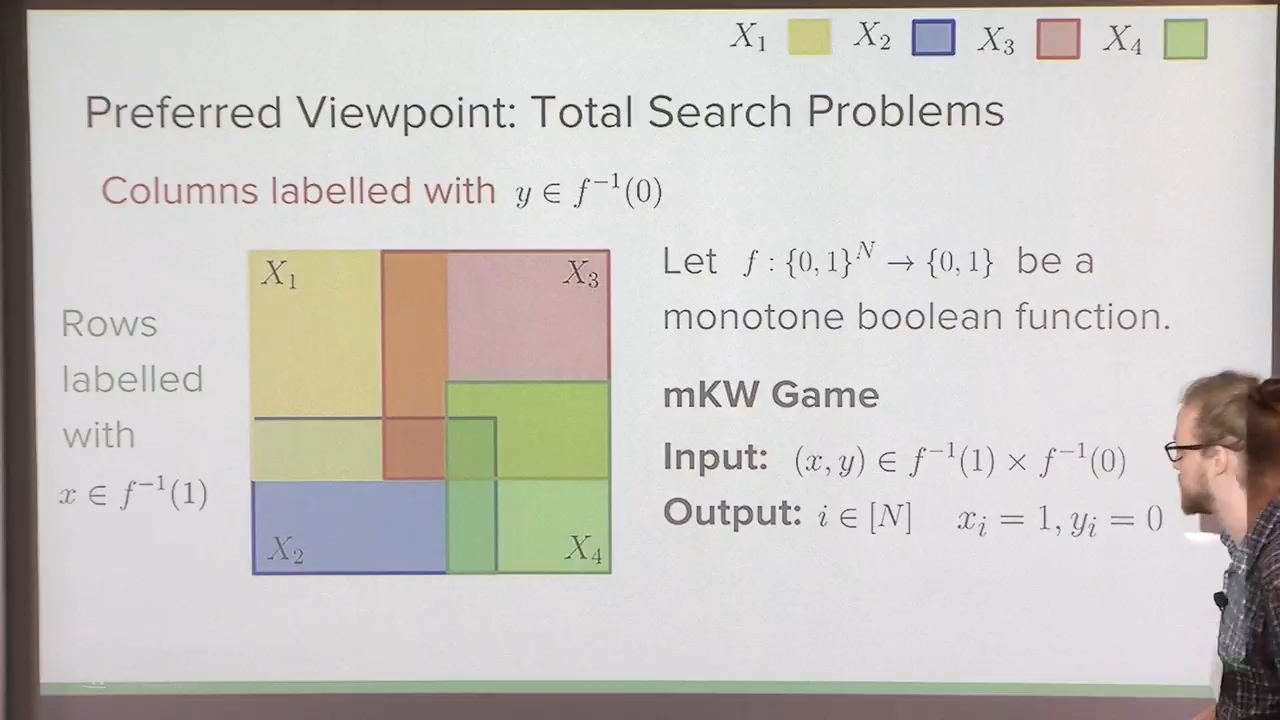 X₁ X₂ X₃ X₄
Preferred Viewpoint: Total Search Problems
Columns labelled with y ∈ f⁻¹(0)
X₁ X₃
Rows
labelled
with
x ∈ f⁻¹(1)
X₂ X₄
Let f : {0, 1}ᴺ → {0, 1} be a
monotone boolean function.
mKW Game
Input: (x, y) ∈ f⁻¹(1) × f⁻¹(0)
Output: i ∈ [N] xᵢ = 1, yᵢ = 0